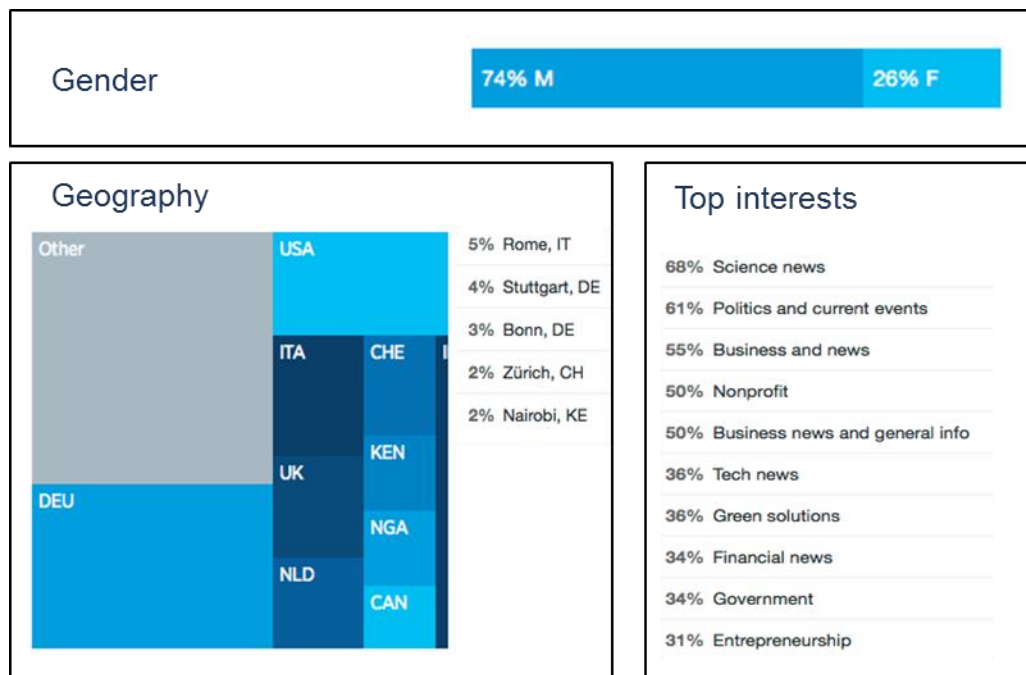 Gender
74% M
26% F
Geography
Other
USA
ITA
CHE
I
UK
KEN
DEU
NGA
NLD
CAN
5% Rome, IT
4% Stuttgart, DE
3% Bonn, DE
2% Zürich, CH
2% Nairobi, KE
Top interests
68% Science news
61% Politics and current events
55% Business and news
50% Nonprofit
50% Business news and general info
36% Tech news
36% Green solutions
34% Financial news
34% Government
31% Entrepreneurship